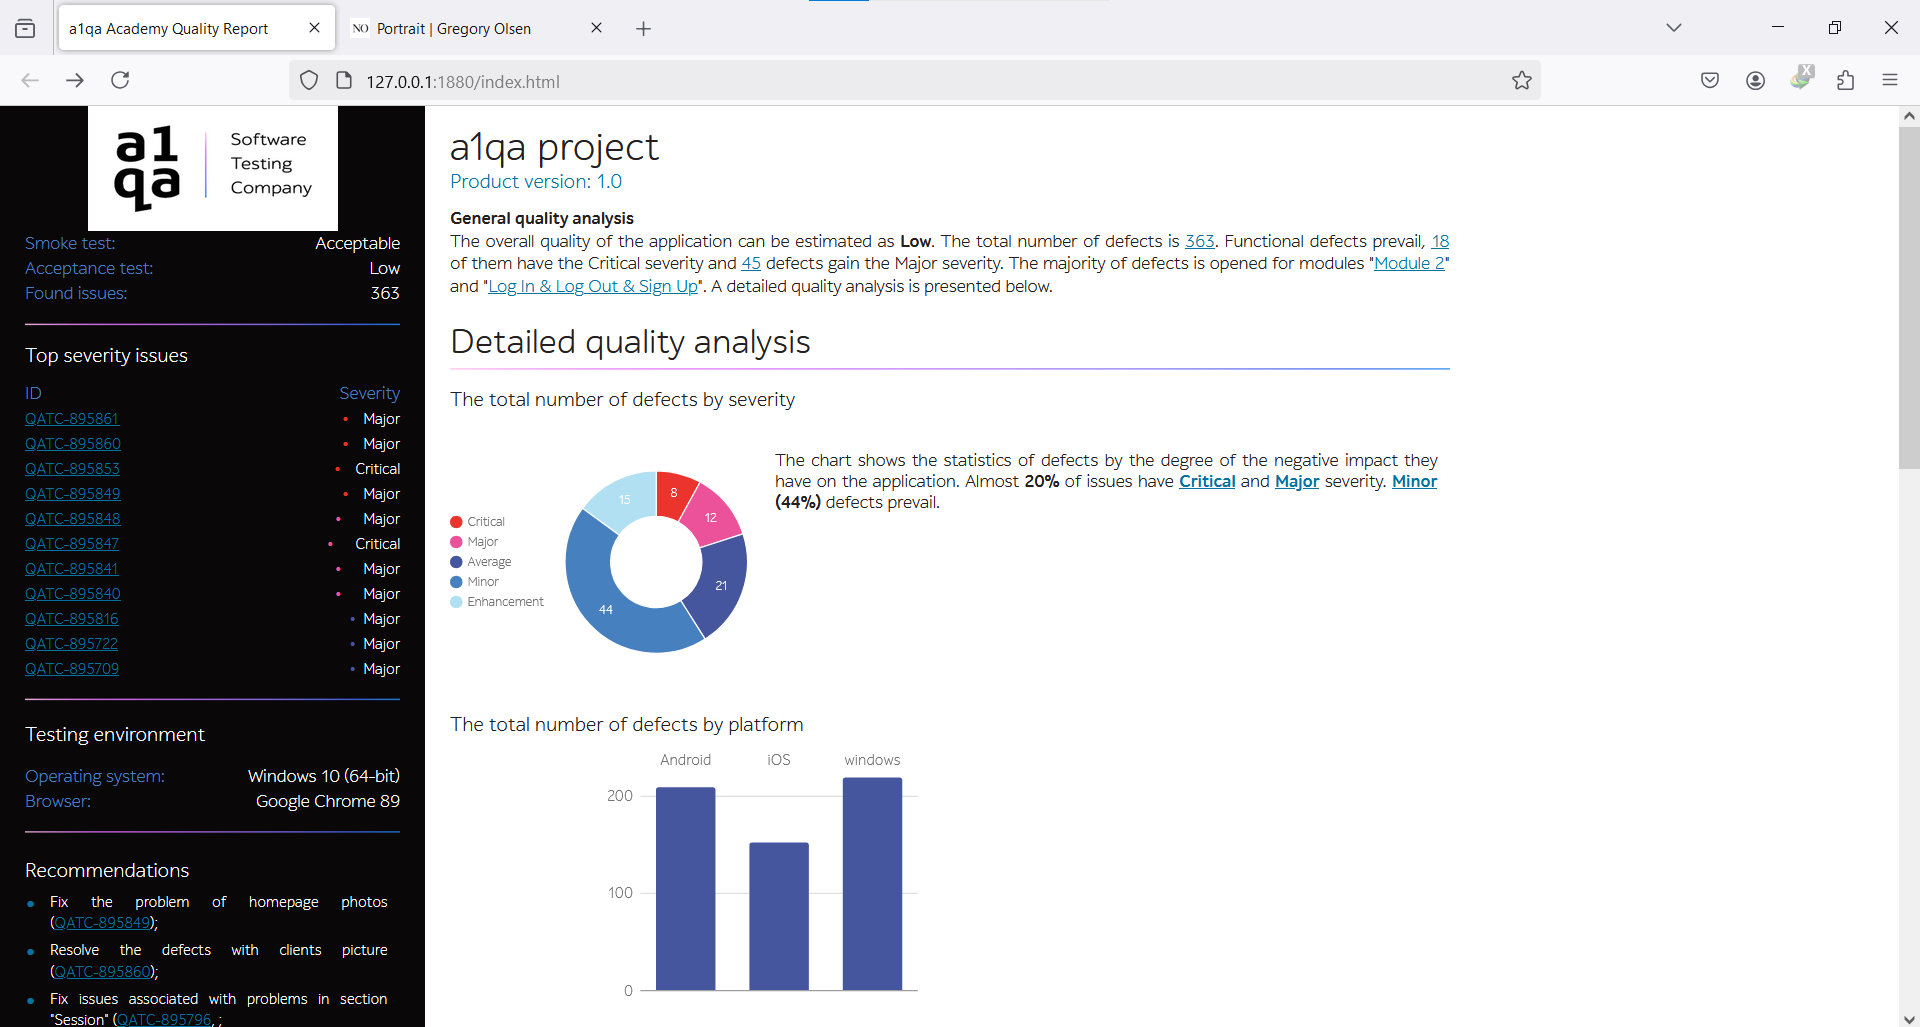 a1qa Academy Quality Report
NO Portrait | Gregory Olsen
127.0.0.1:1880/index.html
a1
qa
Software
Testing
Company
Smoke test: Acceptable
Acceptance test: Low
Found issues: 363
Top severity issues
ID Severity
QATC-895861 • Major
QATC-895860 • Major
QATC-895853 • Critical
QATC-895849 • Major
QATC-895848 • Major
QATC-895847 • Critical
QATC-895841 • Major
QATC-895840 • Major
QATC-895816 • Major
QATC-895722 • Major
QATC-895709 • Major
Testing environment
Operating system: Windows 10 (64-bit)
Browser: Google Chrome 89
Recommendations
• Fix the problem of homepage photos
(QATC-895849);
• Resolve the defects with clients picture
(QATC-895860);
• Fix issues associated with problems in section
"Session" (QATC-895796, ;
a1qa project
Product version: 1.0
General quality analysis
The overall quality of the application can be estimated as Low. The total number of defects is 363. Functional defects prevail, 18
of them have the Critical severity and 45 defects gain the Major severity. The majority of defects is opened for modules "Module 2"
and "Log In & Log Out & Sign Up". A detailed quality analysis is presented below.
Detailed quality analysis
The total number of defects by severity
Critical
Major
Average
Minor
Enhancement
8
12
21
44
15
The chart shows the statistics of defects by the degree of the negative impact they
have on the application. Almost 20% of issues have Critical and Major severity. Minor
(44%) defects prevail.
The total number of defects by platform
Android iOS windows
200
100
0